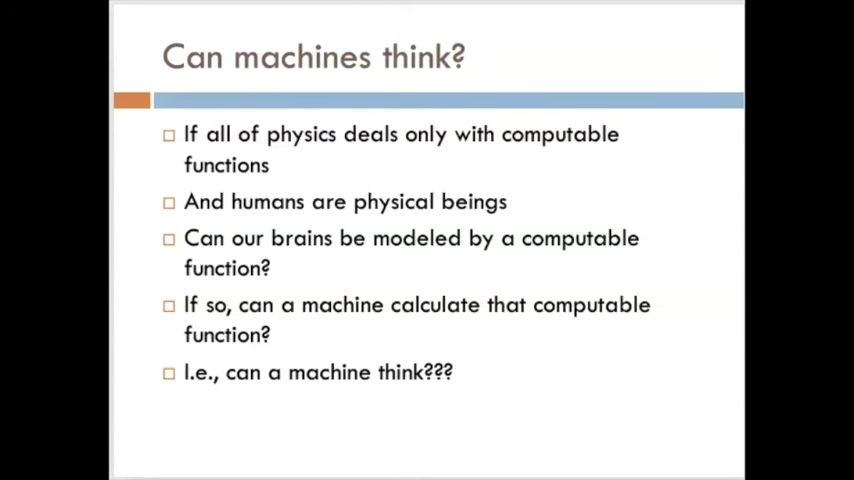 Can machines think?
If all of physics deals only with computable
functions
And humans are physical beings
Can our brains be modeled by a computable
function?
If so, can a machine calculate that computable
function?
I.e., can a machine think???